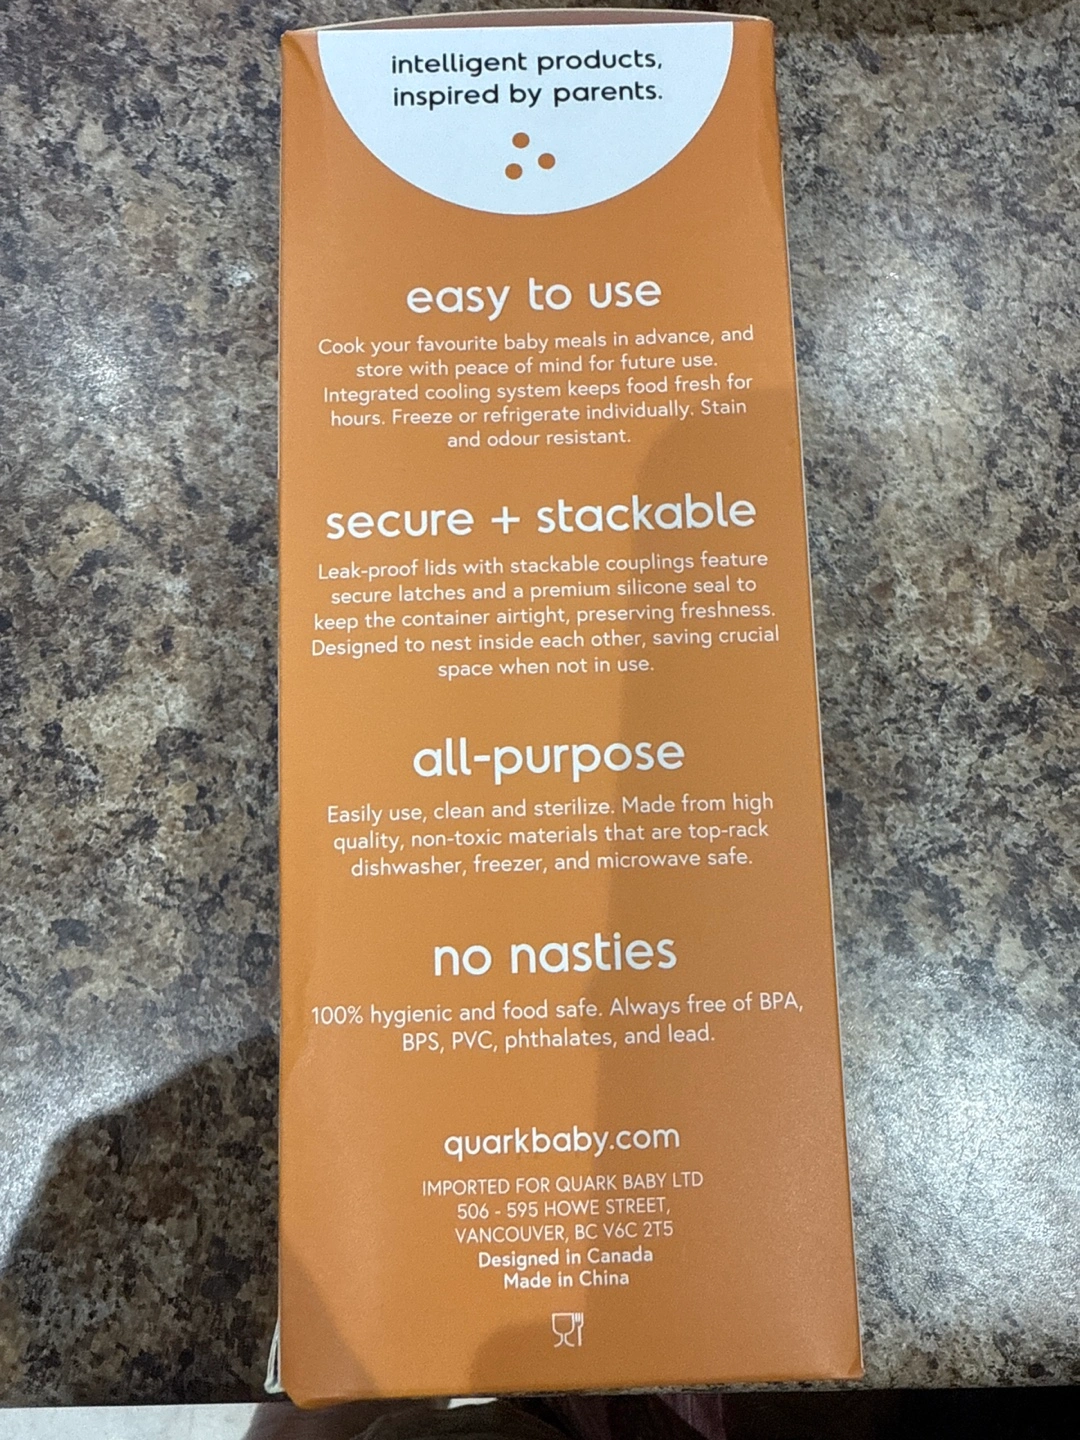 intelligent products,
inspired by parents.
easy to use
Cook your favourite baby meals in advance, and
store with peace of mind for future use.
Integrated cooling system keeps food fresh for
hours. Freeze or refrigerate individually. Stain
and odour resistant.
secure + stackable
Leak-proof lids with stackable couplings feature
secure latches and a premium silicone seal to
keep the container airtight, preserving freshness.
Designed to nest inside each other, saving crucial
space when not in use.
all-purpose
Easily use, clean and sterilize. Made from high
quality, non-toxic materials that are top-rack
dishwasher, freezer, and microwave safe.
no nasties
100% hygienic and food safe. Always free of BPA,
BPS, PVC, phthalates, and lead.
quarkbaby.com
IMPORTED FOR QUARK BABY LTD
506 - 595 HOWE STREET,
VANCOUVER, BC V6C 2T5
Designed in Canada
Made in China